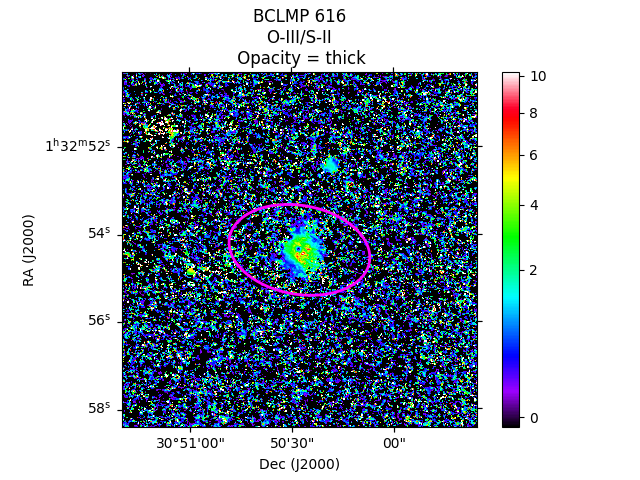 BCLMP 616
O-III/S-II
Opacity = thick
10
8
6
4
2
0
1ʰ32ᵐ52ˢ
54ˢ
56ˢ
58ˢ
RA (J2000)
30°51'00"
50'30"
00"
Dec (J2000)